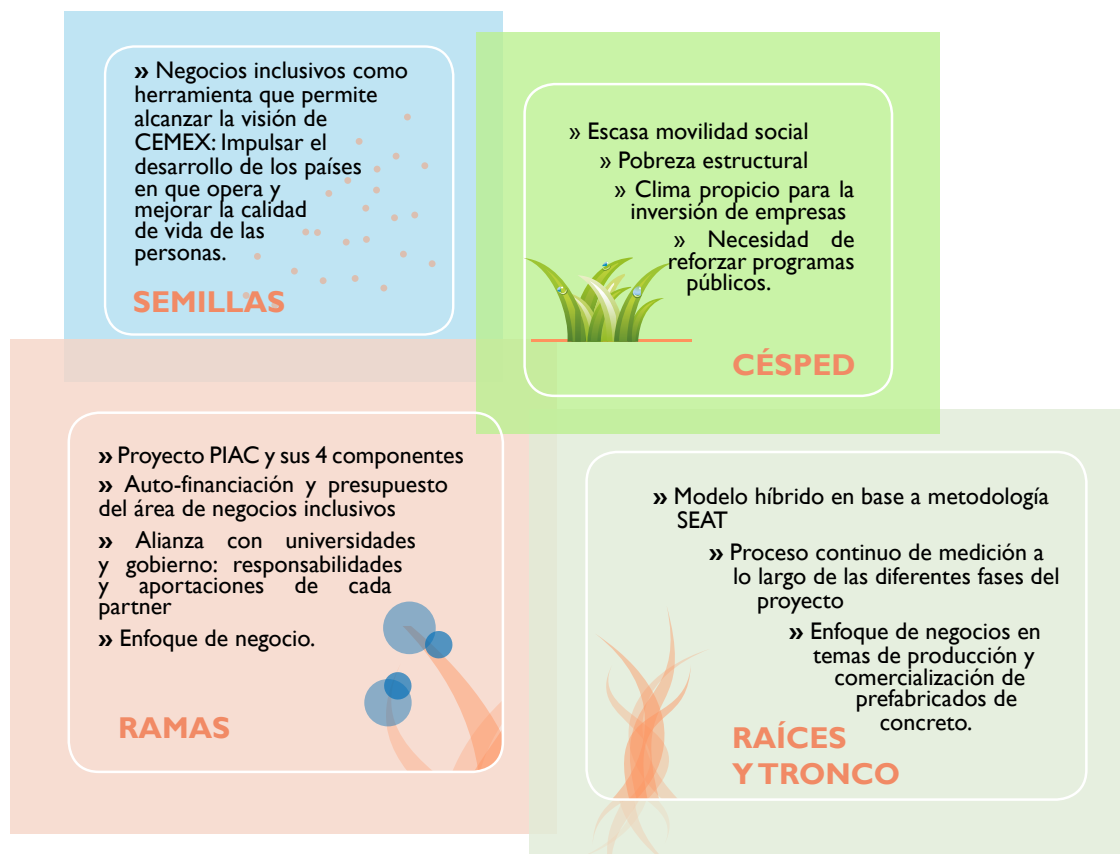 » Negocios inclusivos como
herramienta que permite
alcanzar la visión de
CEMEX: Impulsar el
desarrollo de los países
en que opera y
mejorar la calidad
de vida de las
personas.
SEMILLAS
» Escasa movilidad social
» Pobreza estructural
» Clima propicio para la
inversión de empresas
» Necesidad de
reforzar programas
públicos.
CÉSPED
» Proyecto PIAC y sus 4 componentes
» Auto-financiación y presupuesto
del área de negocios inclusivos
» Alianza con universidades
y gobierno: responsabilidades
y aportaciones de cada
partner
» Enfoque de negocio.
RAMAS
» Modelo híbrido en base a metodología
SEAT
» Proceso continuo de medición a
lo largo de las diferentes fases del
proyecto
» Enfoque de negocios en
temas de producción y
comercialización de
prefabricados de
concreto.
RAÍCES
Y TRONCO